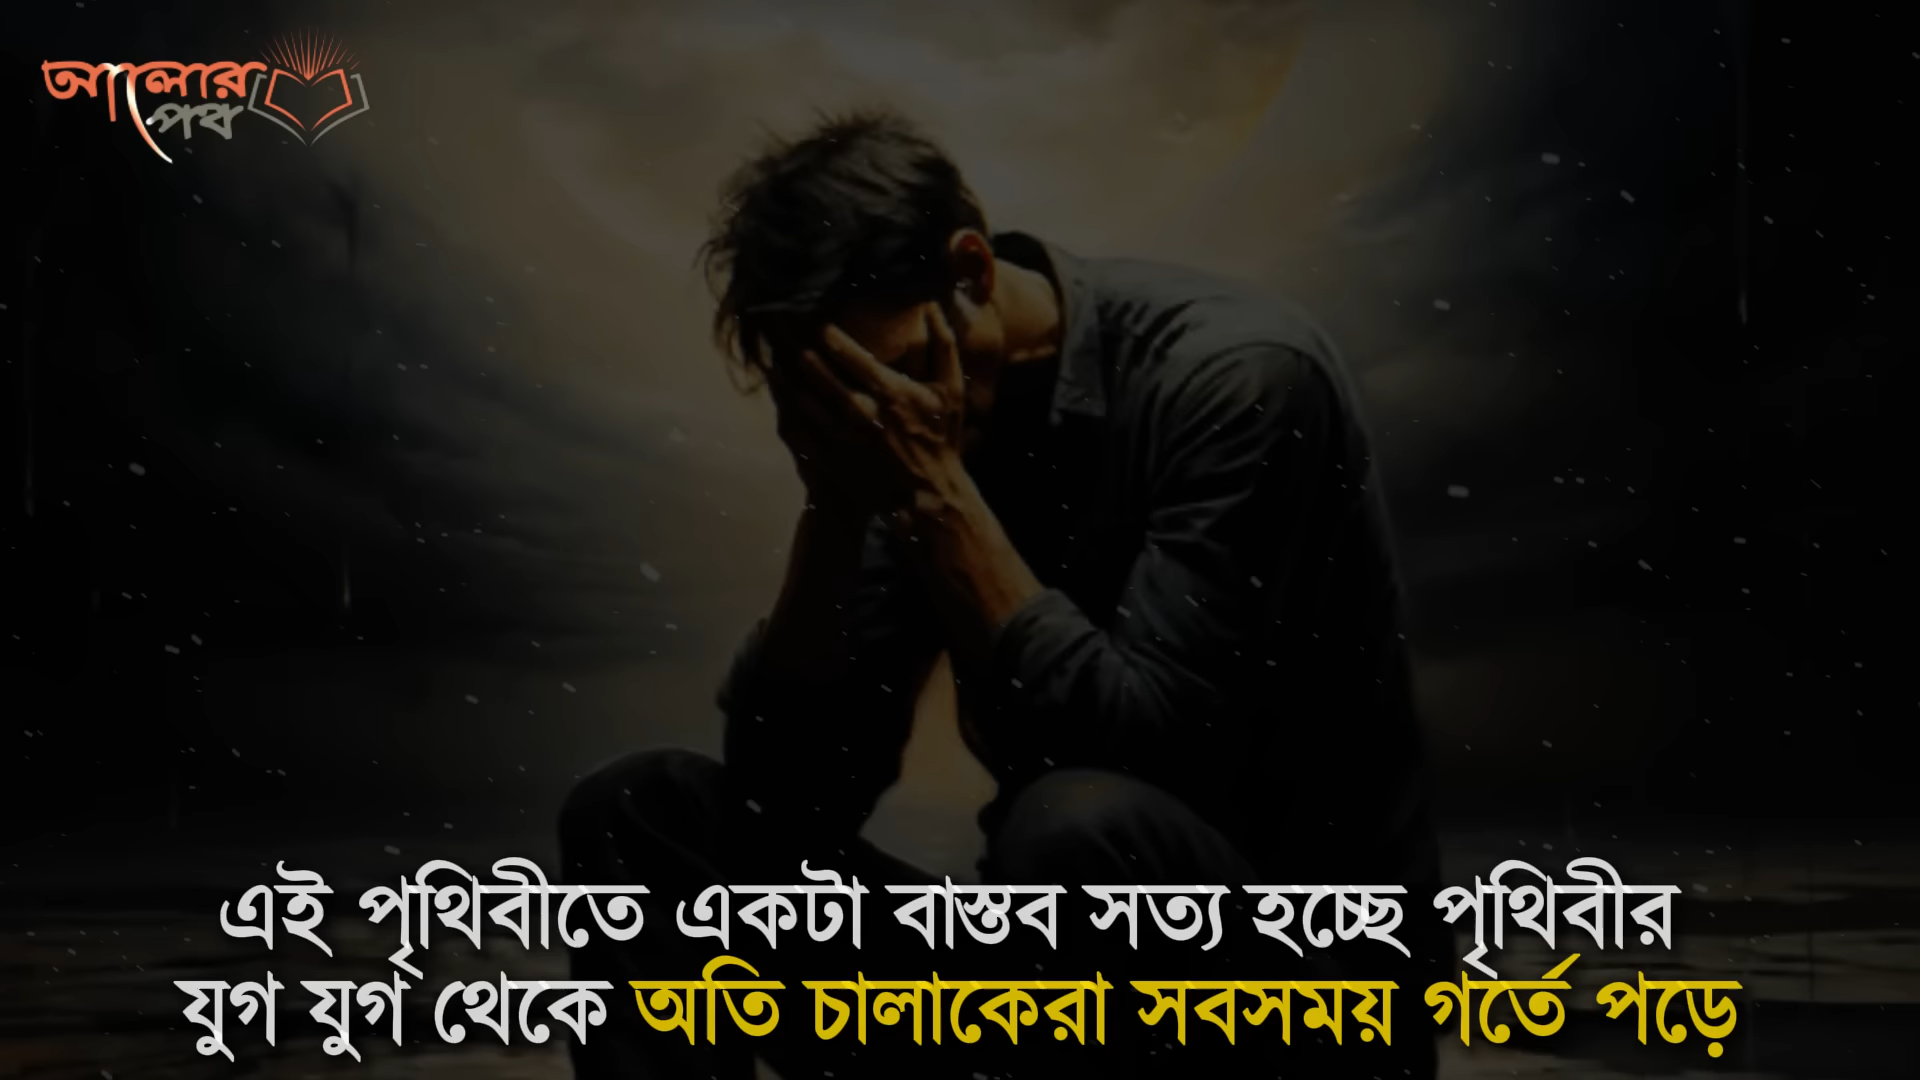 আলোর
পথ
এই পৃথিবীতে একটা বাস্তব সত্য হচ্ছে পৃথিবীর
যুগ যুগ থেকে অতি চালাকেরা সবসময় গর্তে পড়ে